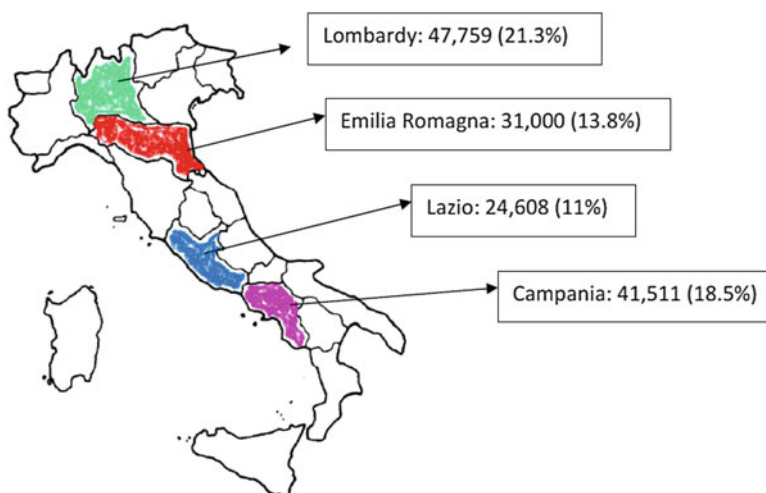 Lombardy: 47,759 (21.3%)
Emilia Romagna: 31,000 (13.8%)
Lazio: 24,608 (11%)
Campania: 41,511 (18.5%)